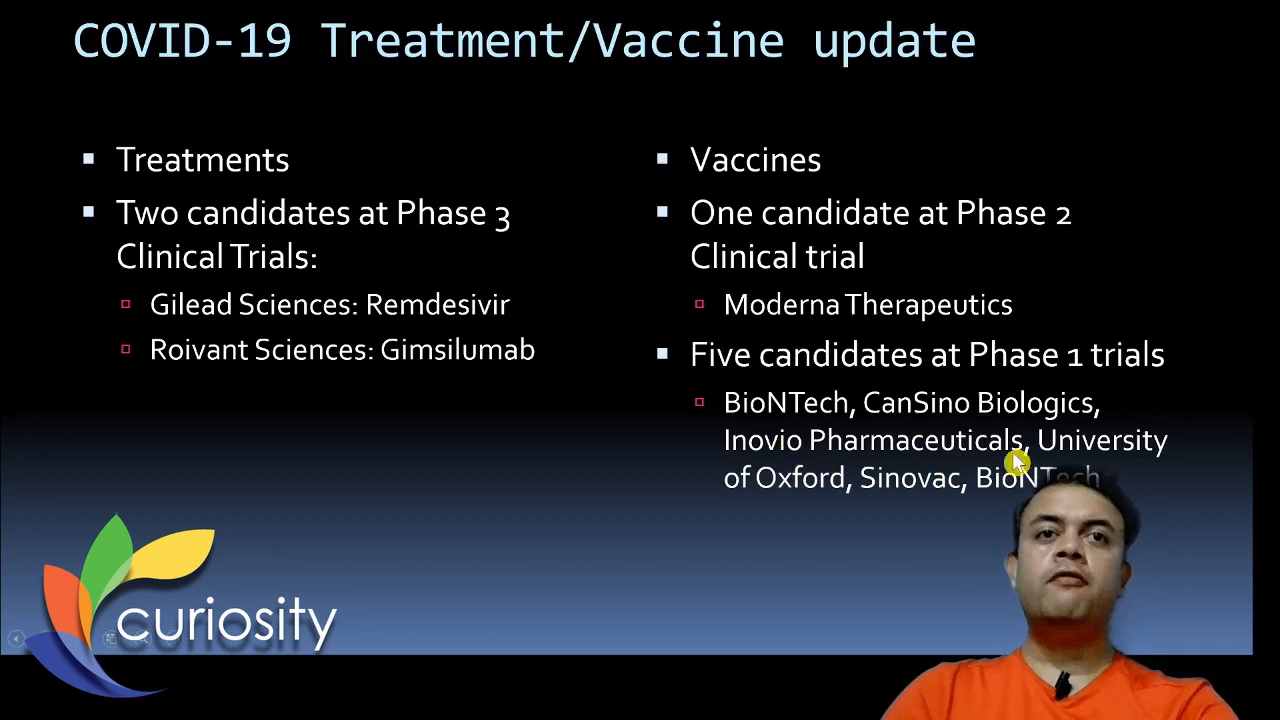 COVID-19 Treatment/Vaccine update
Treatments
Two candidates at Phase 3
Clinical Trials:
Gilead Sciences: Remdesivir
Roivant Sciences: Gimsilumab
Vaccines
One candidate at Phase 2
Clinical trial
Moderna Therapeutics
Five candidates at Phase 1 trials
BioNTech, CanSino Biologics,
Inovio Pharmaceuticals, University
of Oxford, Sinovac, BioNTech
curiosity